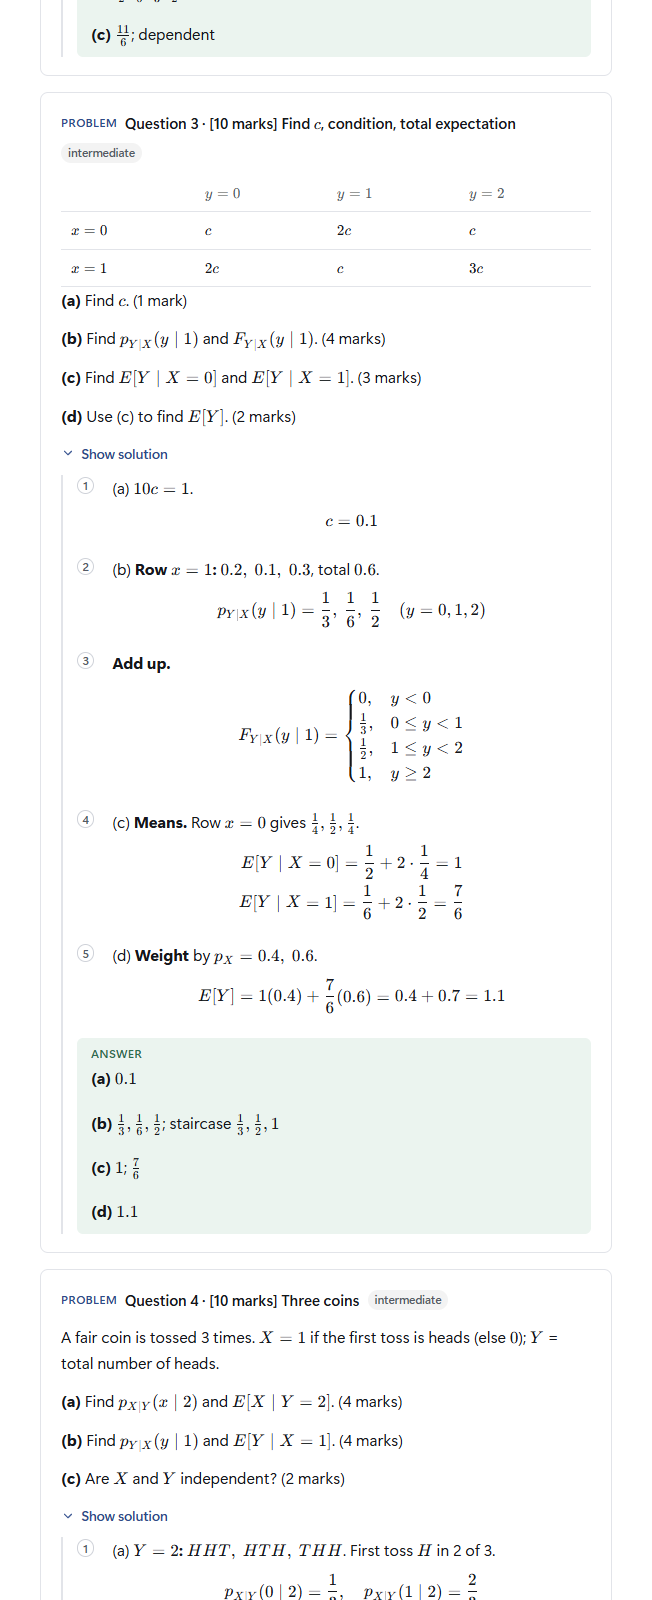 (c) 11/6; dependent
PROBLEM Question 3 · [10 marks] Find c, condition, total expectation
intermediate
y = 0 y = 1 y = 2
x = 0 c 2c c
x = 1 2c c 3c
(a) Find c. (1 mark)
(b) Find p_{Y|X}(y | 1) and F_{Y|X}(y | 1). (4 marks)
(c) Find E[Y | X = 0] and E[Y | X = 1]. (3 marks)
(d) Use (c) to find E[Y]. (2 marks)
Show solution
1 (a) 10c = 1.
c = 0.1
2 (b) Row x = 1: 0.2, 0.1, 0.3, total 0.6.
p_{Y|X}(y | 1) = 1/3, 1/6, 1/2 (y = 0, 1, 2)
3 Add up.
F_{Y|X}(y | 1) = { 0, y < 0
1/3, 0 ≤ y < 1
1/2, 1 ≤ y < 2
1, y ≥ 2
4 (c) Means. Row x = 0 gives 1/4, 1/2, 1/4.
E[Y | X = 0] = 1/2 + 2 · 1/4 = 1
E[Y | X = 1] = 1/6 + 2 · 1/2 = 7/6
5 (d) Weight by p_X = 0.4, 0.6.
E[Y] = 1(0.4) + 7/6(0.6) = 0.4 + 0.7 = 1.1
ANSWER
(a) 0.1
(b) 1/3, 1/6, 1/2; staircase 1/3, 1/2, 1
(c) 1; 7/6
(d) 1.1
PROBLEM Question 4 · [10 marks] Three coins intermediate
A fair coin is tossed 3 times. X = 1 if the first toss is heads (else 0); Y =
total number of heads.
(a) Find p_{X|Y}(x | 2) and E[X | Y = 2]. (4 marks)
(b) Find p_{Y|X}(y | 1) and E[Y | X = 1]. (4 marks)
(c) Are X and Y independent? (2 marks)
Show solution
1 (a) Y = 2: HHT, HTH, THH. First toss H in 2 of 3.
p_{X|Y}(0 | 2) = 1/, p_{X|Y}(1 | 2) = 2/